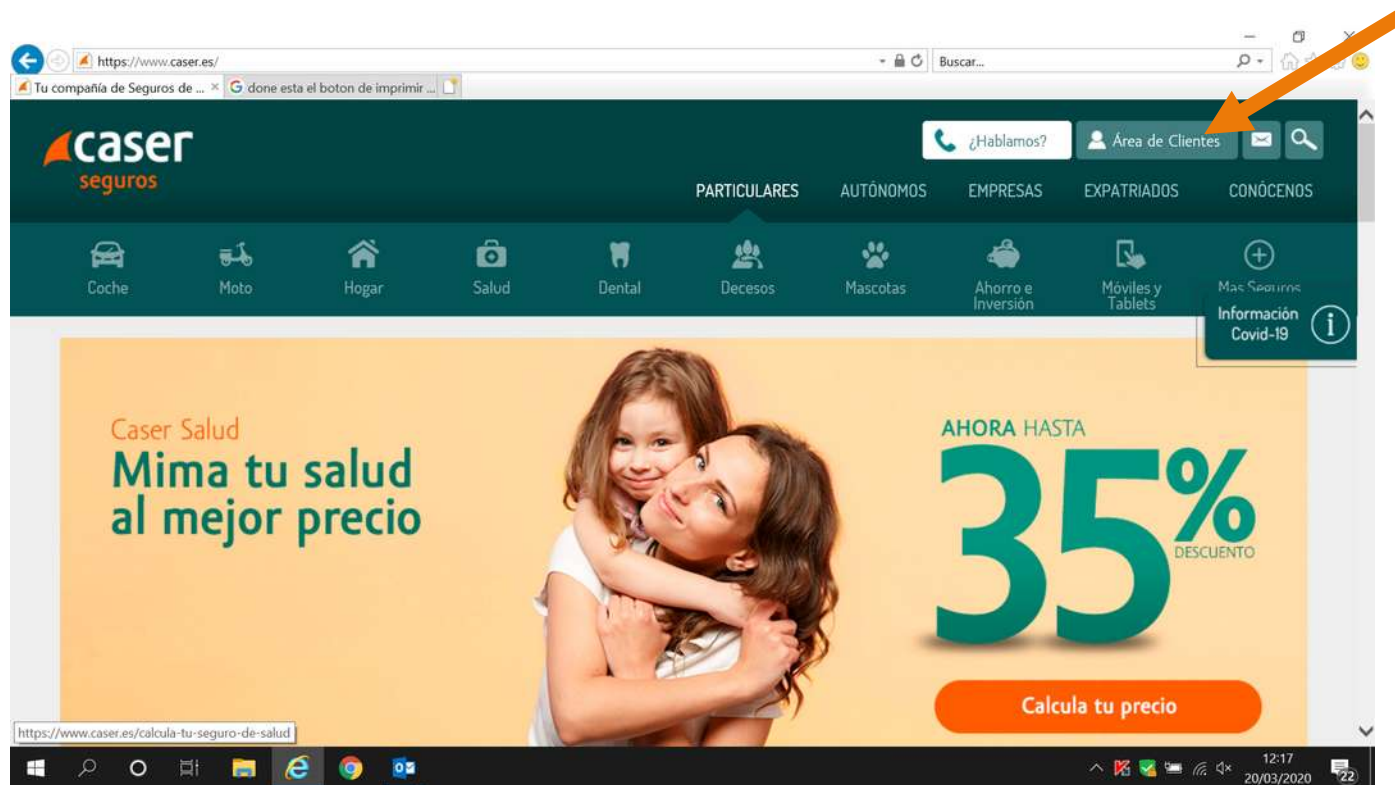 https://www.caser.es/
Buscar...
Tu compañía de Seguros de ...
G done esta el boton de imprimir ...
caser
seguros
¿Hablamos?
Área de Clientes
PARTICULARES
AUTÓNOMOS
EMPRESAS
EXPATRIADOS
CONÓCENOS
Coche
Moto
Hogar
Salud
Dental
Decesos
Mascotas
Ahorro e
Inversión
Móviles y
Tablets
Mas Seguros
Información
Covid-19
i
Caser Salud
Mima tu salud
al mejor precio
AHORA HASTA
35%
DESCUENTO
Calcula tu precio
https://www.caser.es/calcula-tu-seguro-de-salud
12:17
20/03/2020
22